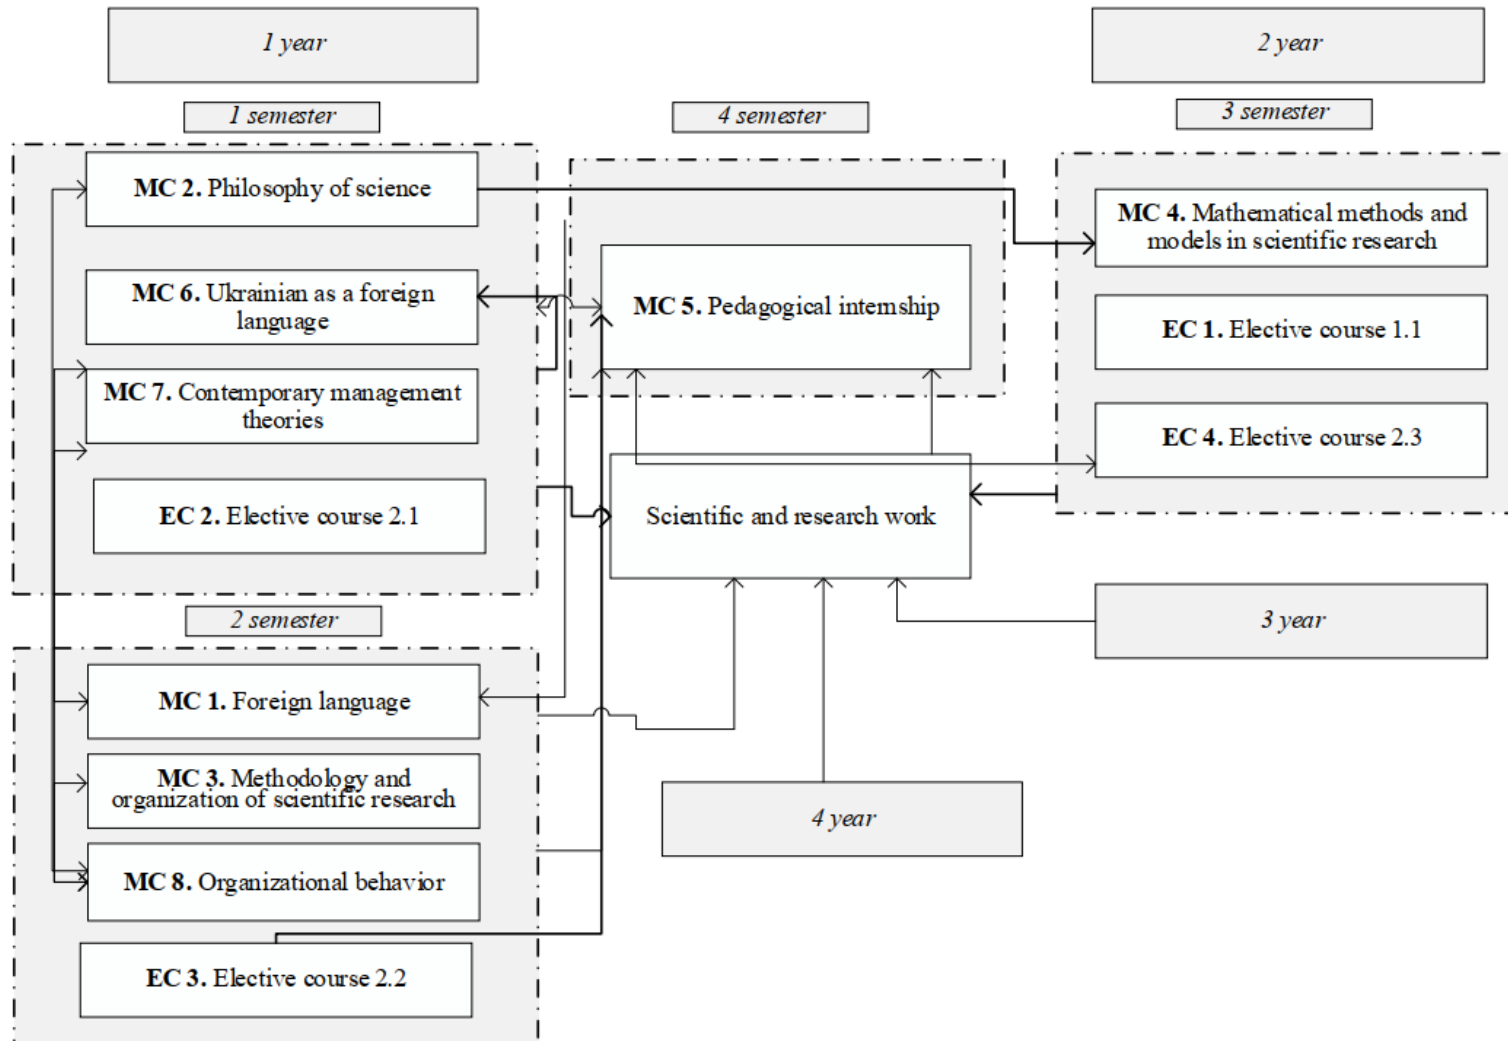 1 year
2 year
1 semester
4 semester
3 semester
MC 2. Philosophy of science
MC 6. Ukrainian as a foreign
language
MC 7. Contemporary management
theories
EC 2. Elective course 2.1
MC 5. Pedagogical internship
Scientific and research work
MC 4. Mathematical methods and
models in scientific research
EC 1. Elective course 1.1
EC 4. Elective course 2.3
2 semester
MC 1. Foreign language
MC 3. Methodology and
organization of scientific research
MC 8. Organizational behavior
EC 3. Elective course 2.2
3 year
4 year